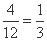 4/12 = 1/3